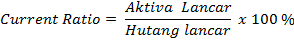 Current Ratio = Aktiva Lancar / Hutang lancar x 100 %